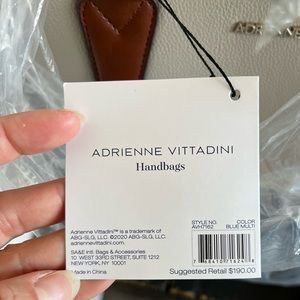 ADRIENNE
ADRIENNE VITTADINI
Handbags
Adrienne Vittadini™ is a trademark of
ABG-SLG, LLC. ©2020 ABG-SLG, LLC.
adriennevittadini.com
SA&E Intl. Bags & Accessories
10 WEST 33RD STREET, SUITE 1212
NEW YORK, NY 10001
Made in China
STYLE NO.
AVH7162
COLOR
BLUE MULTI
Suggested Retail $190.00